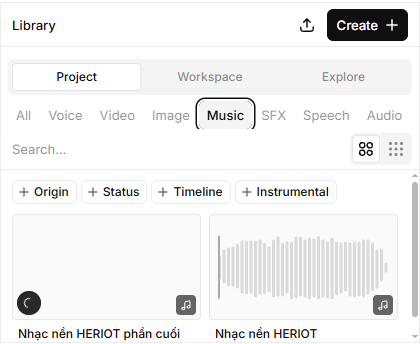 Library
Create
Project Workspace Explore
All Voice Video Image Music SFX Speech Audio
Search...
Origin Status Timeline Instrumental
Nhạc nền HERIOT phần cuối Nhạc nền HERIOT